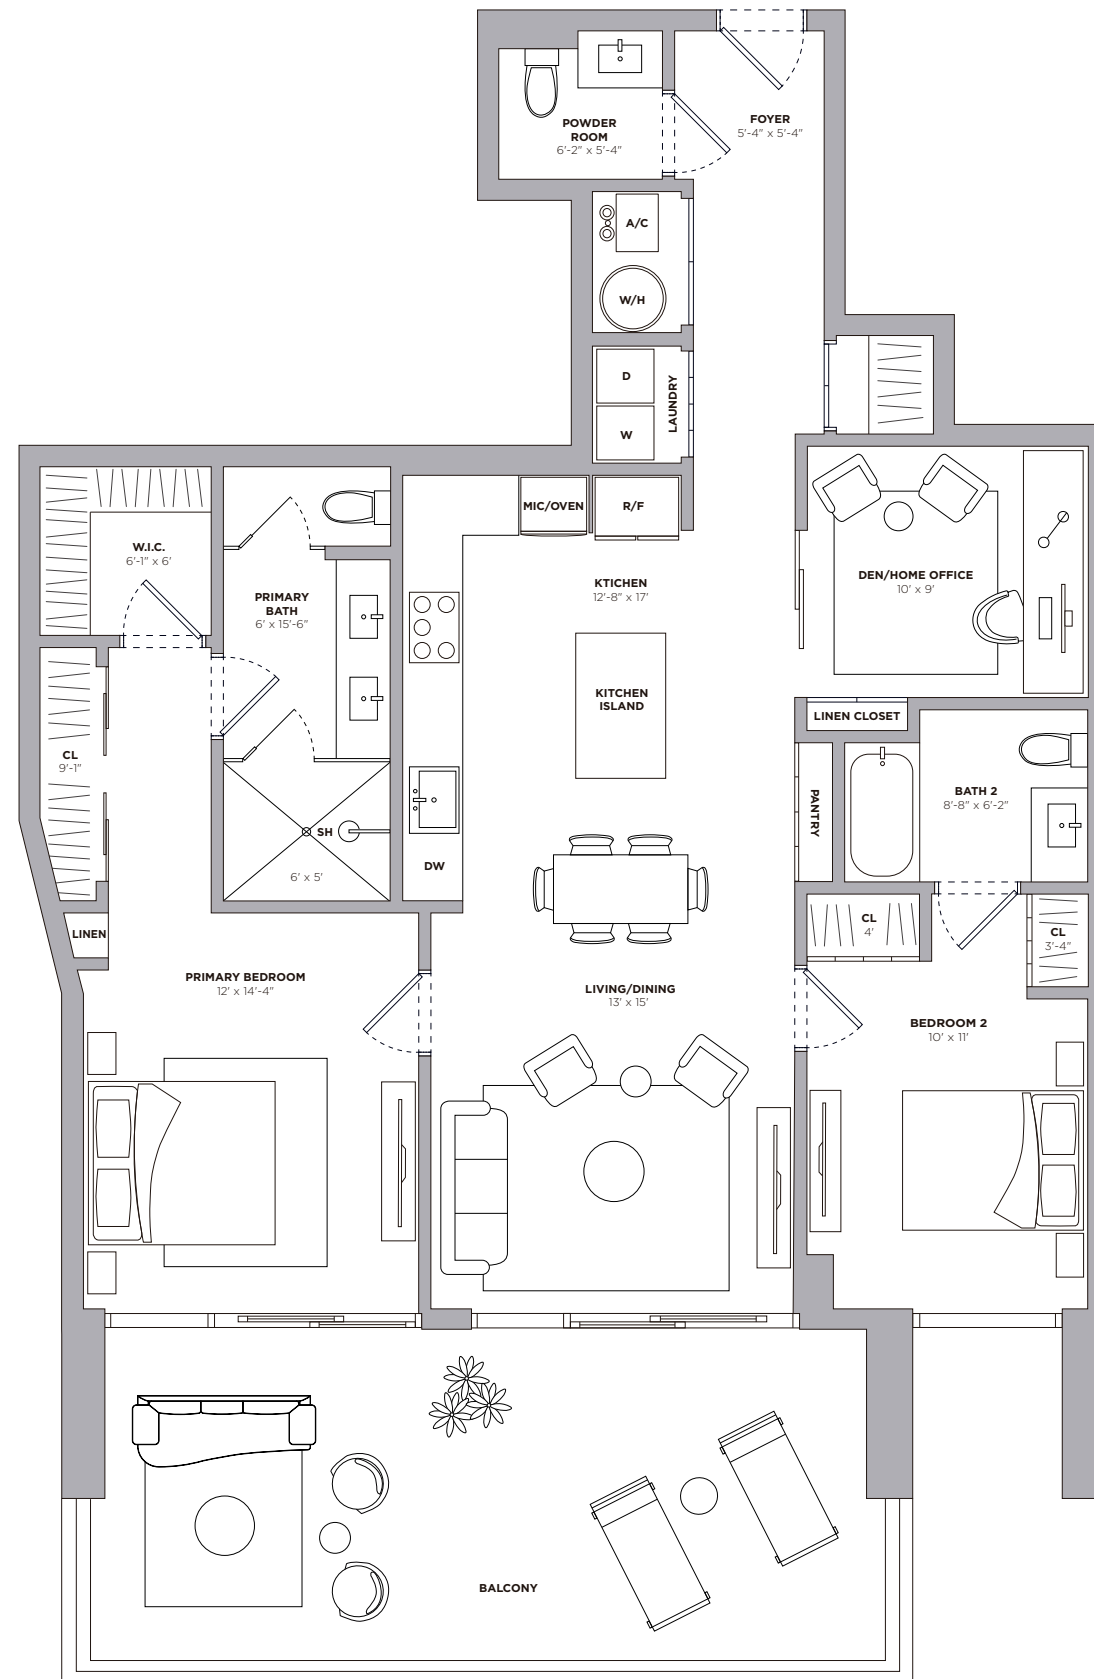 POWDER
ROOM
6'-2" x 5'-4"
FOYER
5'-4" x 5'-4"
A/C
W/H
D
W
LAUNDRY
MIC/OVEN
R/F
W.I.C.
6'-1" x 6'
PRIMARY
BATH
6' x 15'-6"
KTICHEN
12'-8" x 17'
DEN/HOME OFFICE
10' x 9'
KITCHEN
ISLAND
LINEN CLOSET
CL
9'-1"
PANTRY
BATH 2
8'-8" x 6'-2"
SH
6' x 5'
DW
LINEN
CL
4'
CL
3'-4"
PRIMARY BEDROOM
12' x 14'-4"
LIVING/DINING
13' x 15'
BEDROOM 2
10' x 11'
BALCONY